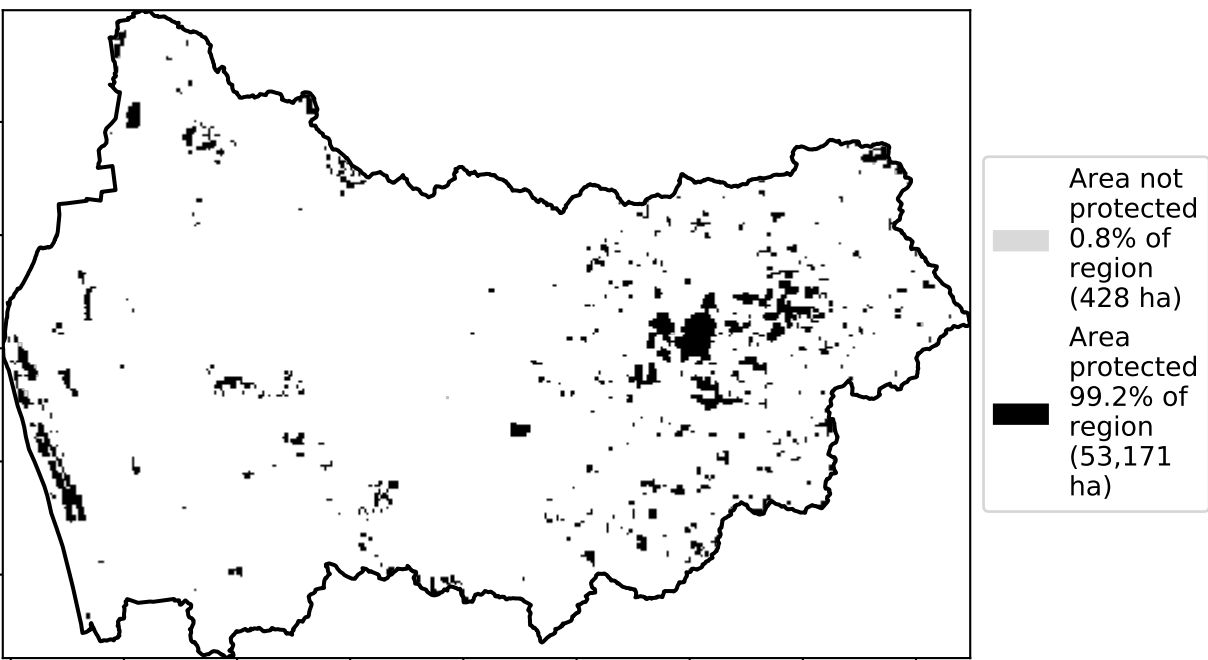 Area not
protected
0.8% of
region
(428 ha)
Area
protected
99.2% of
region
(53,171
ha)